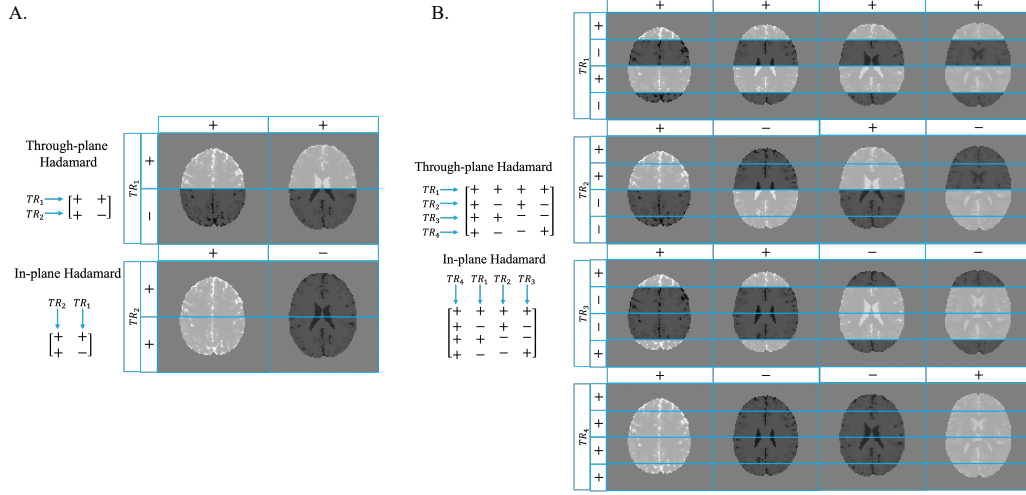 A.
Through-plane
Hadamard
TR₁ [+ +]
TR₂ [+ −]
In-plane Hadamard
TR₂ TR₁
[+ +]
[+ −]
+ +
TR₁
+
−
+ −
TR₂
+
+
B.
Through-plane Hadamard
TR₁ [+ + + +]
TR₂ [+ − + −]
TR₃ [+ + − −]
TR₄ [+ − − +]
In-plane Hadamard
TR₄ TR₁ TR₂ TR₃
[+ + + +]
[+ − + −]
[+ + − −]
[+ − − +]
+ + + +
TR₁
+
−
+
−
+ − + −
TR₂
+
+
−
−
+ + − −
TR₃
+
−
−
+
+ − − +
TR₄
+
+
+
+